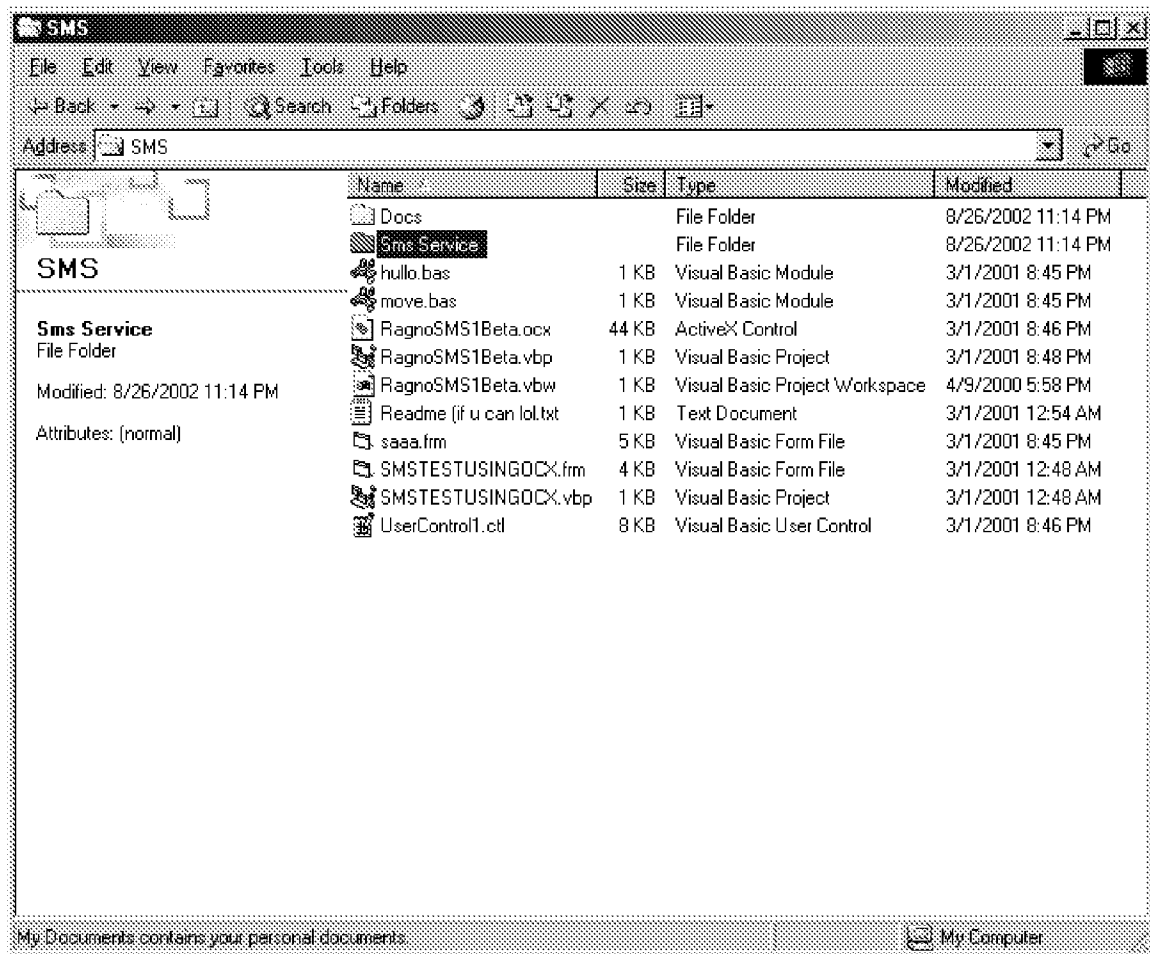 SMS
File Edit View Favorites Tools Help
Back Search Folders
Address SMS Go
Name Size Type Modified
Docs File Folder 8/26/2002 11:14 PM
Sms Service File Folder 8/26/2002 11:14 PM
hullo.bas 1 KB Visual Basic Module 3/1/2001 8:45 PM
move.bas 1 KB Visual Basic Module 3/1/2001 8:45 PM
RagnoSMS1Beta.ocx 44 KB ActiveX Control 3/1/2001 8:46 PM
RagnoSMS1Beta.vbp 1 KB Visual Basic Project 3/1/2001 8:48 PM
RagnoSMS1Beta.vbw 1 KB Visual Basic Project Workspace 4/9/2000 5:58 PM
Readme (if u can lol.txt 1 KB Text Document 3/1/2001 12:54 AM
saaa.frm 5 KB Visual Basic Form File 3/1/2001 8:45 PM
SMSTESTUSINGOCX.frm 4 KB Visual Basic Form File 3/1/2001 12:48 AM
SMSTESTUSINGOCX.vbp 1 KB Visual Basic Project 3/1/2001 12:48 AM
UserControl1.ctl 8 KB Visual Basic User Control 3/1/2001 8:46 PM
SMS
Sms Service
File Folder
Modified: 8/26/2002 11:14 PM
Attributes: (normal)
My Documents contains your personal documents. My Computer